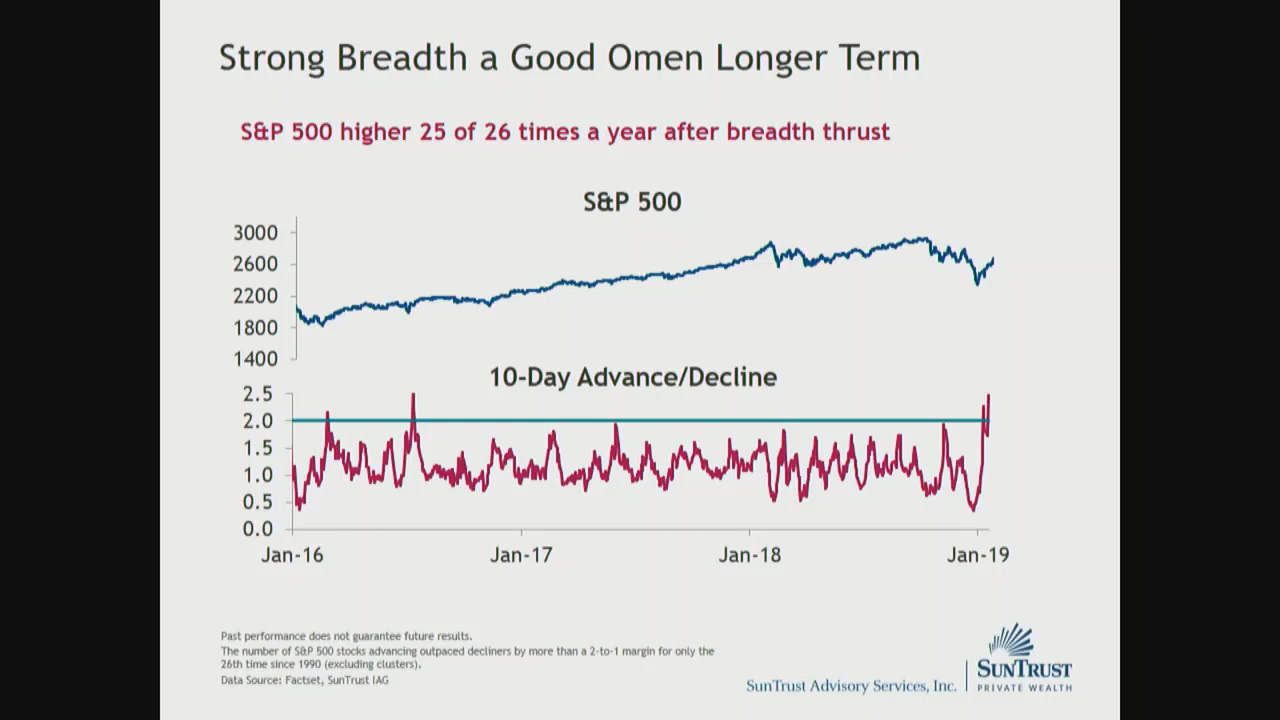 Strong Breadth a Good Omen Longer Term
S&P 500 higher 25 of 26 times a year after breadth thrust
S&P 500
3000
2600
2200
1800
1400
10-Day Advance/Decline
2.5
2.0
1.5
1.0
0.5
0.0
Jan-16 Jan-17 Jan-18 Jan-19
Past performance does not guarantee future results.
The number of S&P 500 stocks advancing outpaced decliners by more than a 2-to-1 margin for only the
26th time since 1990 (excluding clusters).
Data Source: Factset, SunTrust IAG
SunTrust Advisory Services, Inc.
SUNTRUST
PRIVATE WEALTH